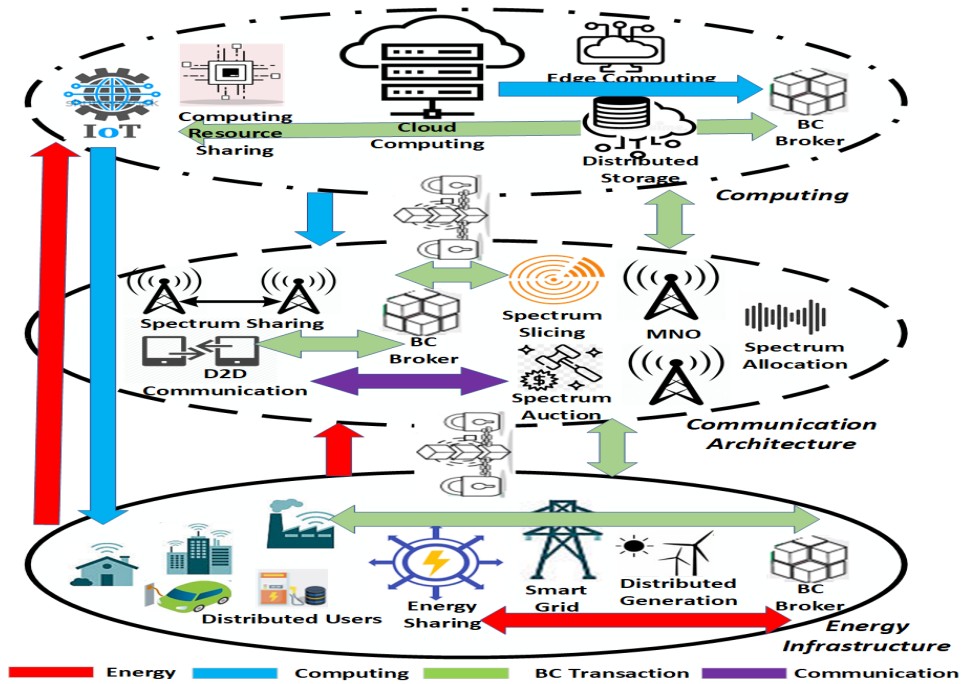 Edge Computing
IoT
Computing
Resource
Sharing
Cloud
Computing
Distributed
Storage
BC
Broker
Computing
Spectrum Sharing
D2D
Communication
BC
Broker
Spectrum
Slicing
Spectrum
Auction
MNO
Spectrum
Allocation
Communication
Architecture
Distributed Users
Energy
Sharing
Smart
Grid
Distributed
Generation
BC
Broker
Energy
Infrastructure
Energy
Computing
BC Transaction
Communication